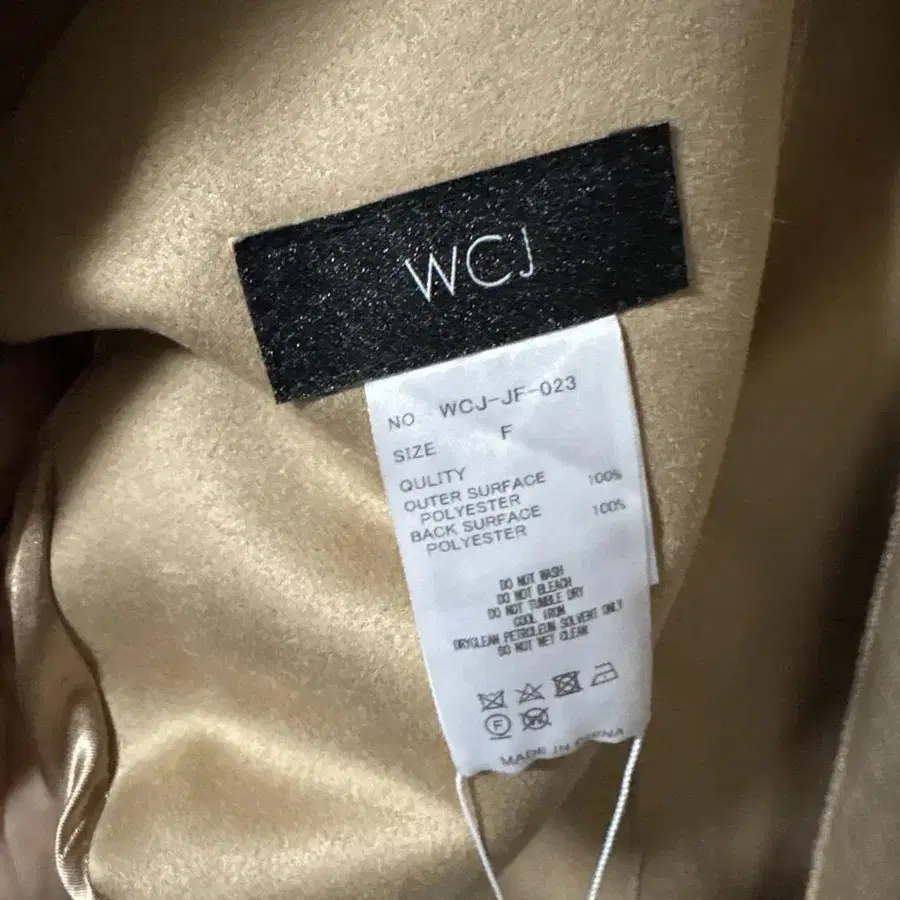 WCJ
NO WCJ-JF-023
SIZE F
QULITY
OUTER SURFACE 100%
POLYESTER
BACK SURFACE 100%
POLYESTER
DO NOT WASH
DO NOT BLEACH
DO NOT TUMBLE DRY
COOL IRON
DRYCLEAN PETROLEUN SOLVENT ONLY
DO NOT WET CLEAN
F
MADE IN CHINA